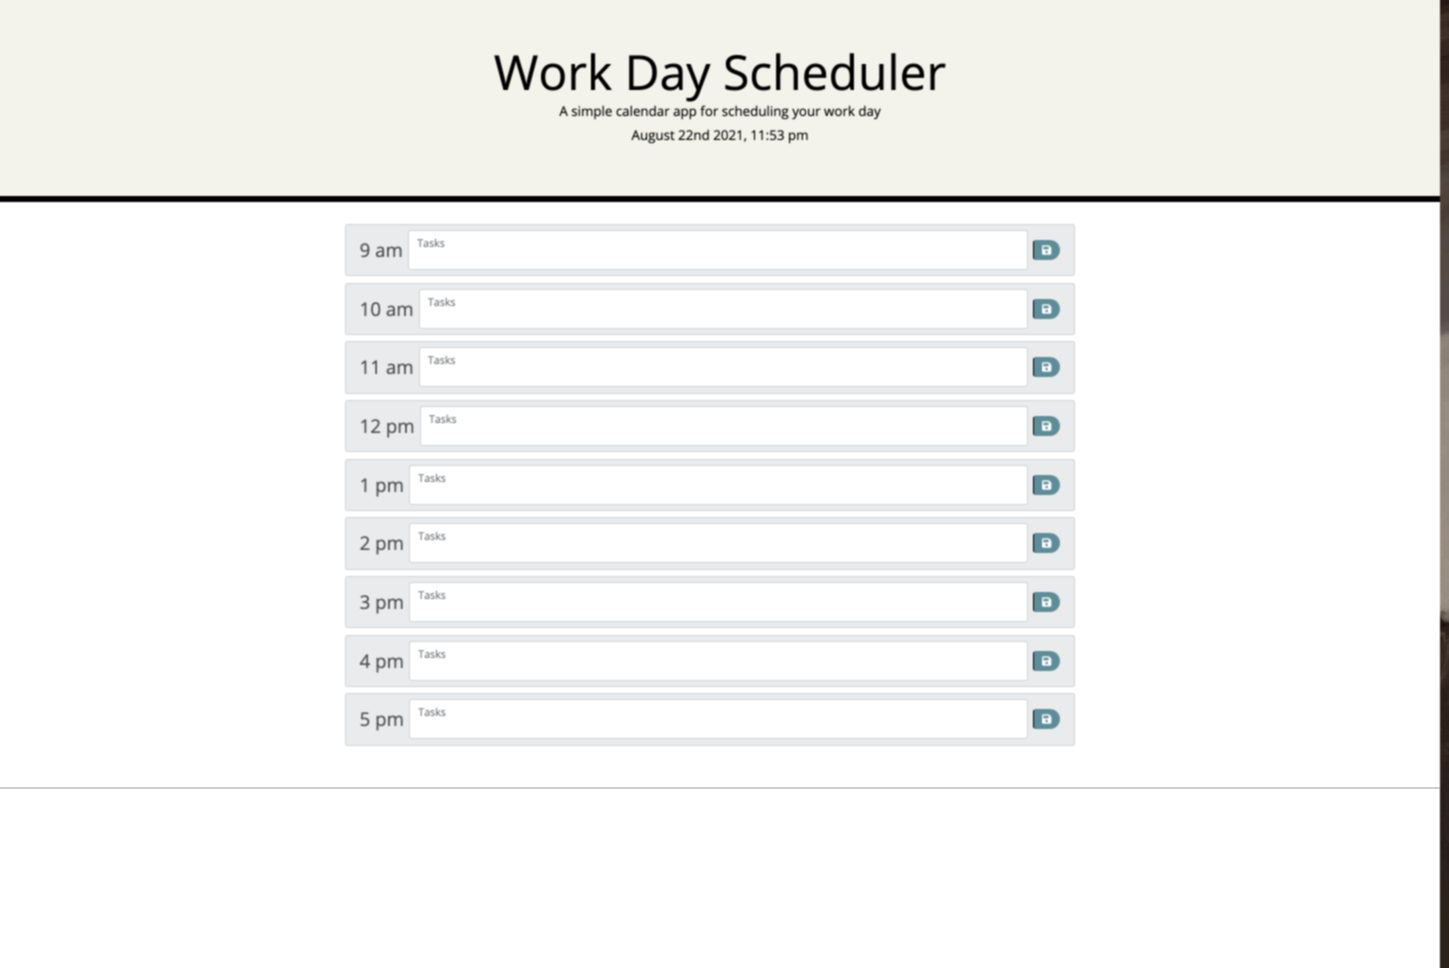 Work Day Scheduler
A simple calendar app for scheduling your work day
August 22nd 2021, 11:53 pm
9 am Tasks
10 am Tasks
11 am Tasks
12 pm Tasks
1 pm Tasks
2 pm Tasks
3 pm Tasks
4 pm Tasks
5 pm Tasks